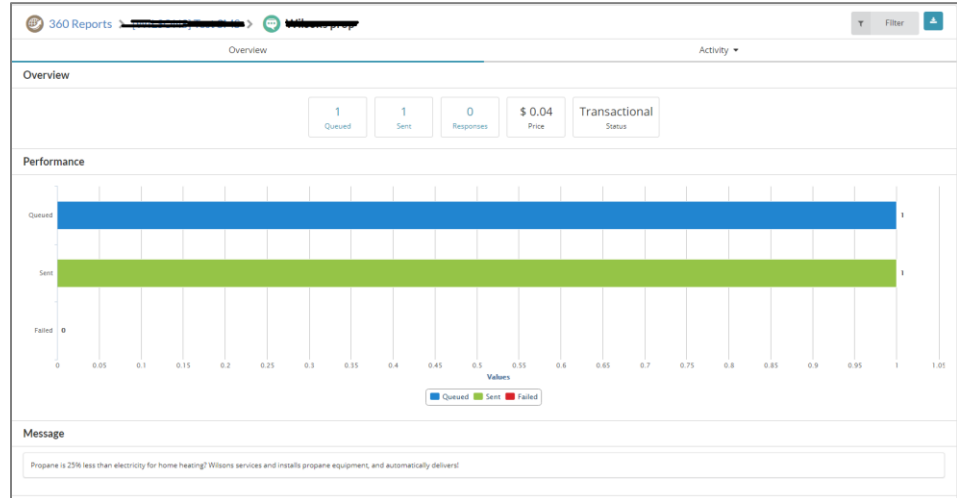 360 Reports > >
Filter
Overview
Activity
Overview
1
Queued
1
Sent
0
Responses
$ 0.04
Price
Transactional
Status
Performance
Queued
1
Sent
1
Failed
0
0 0.05 0.1 0.15 0.2 0.25 0.3 0.35 0.4 0.45 0.5 0.55 0.6 0.65 0.7 0.75 0.8 0.85 0.9 0.95 1 1.05
Values
Queued Sent Failed
Message
Propane is 25% less than electricity for home heating? Wilsons services and installs propane equipment, and automatically delivers!